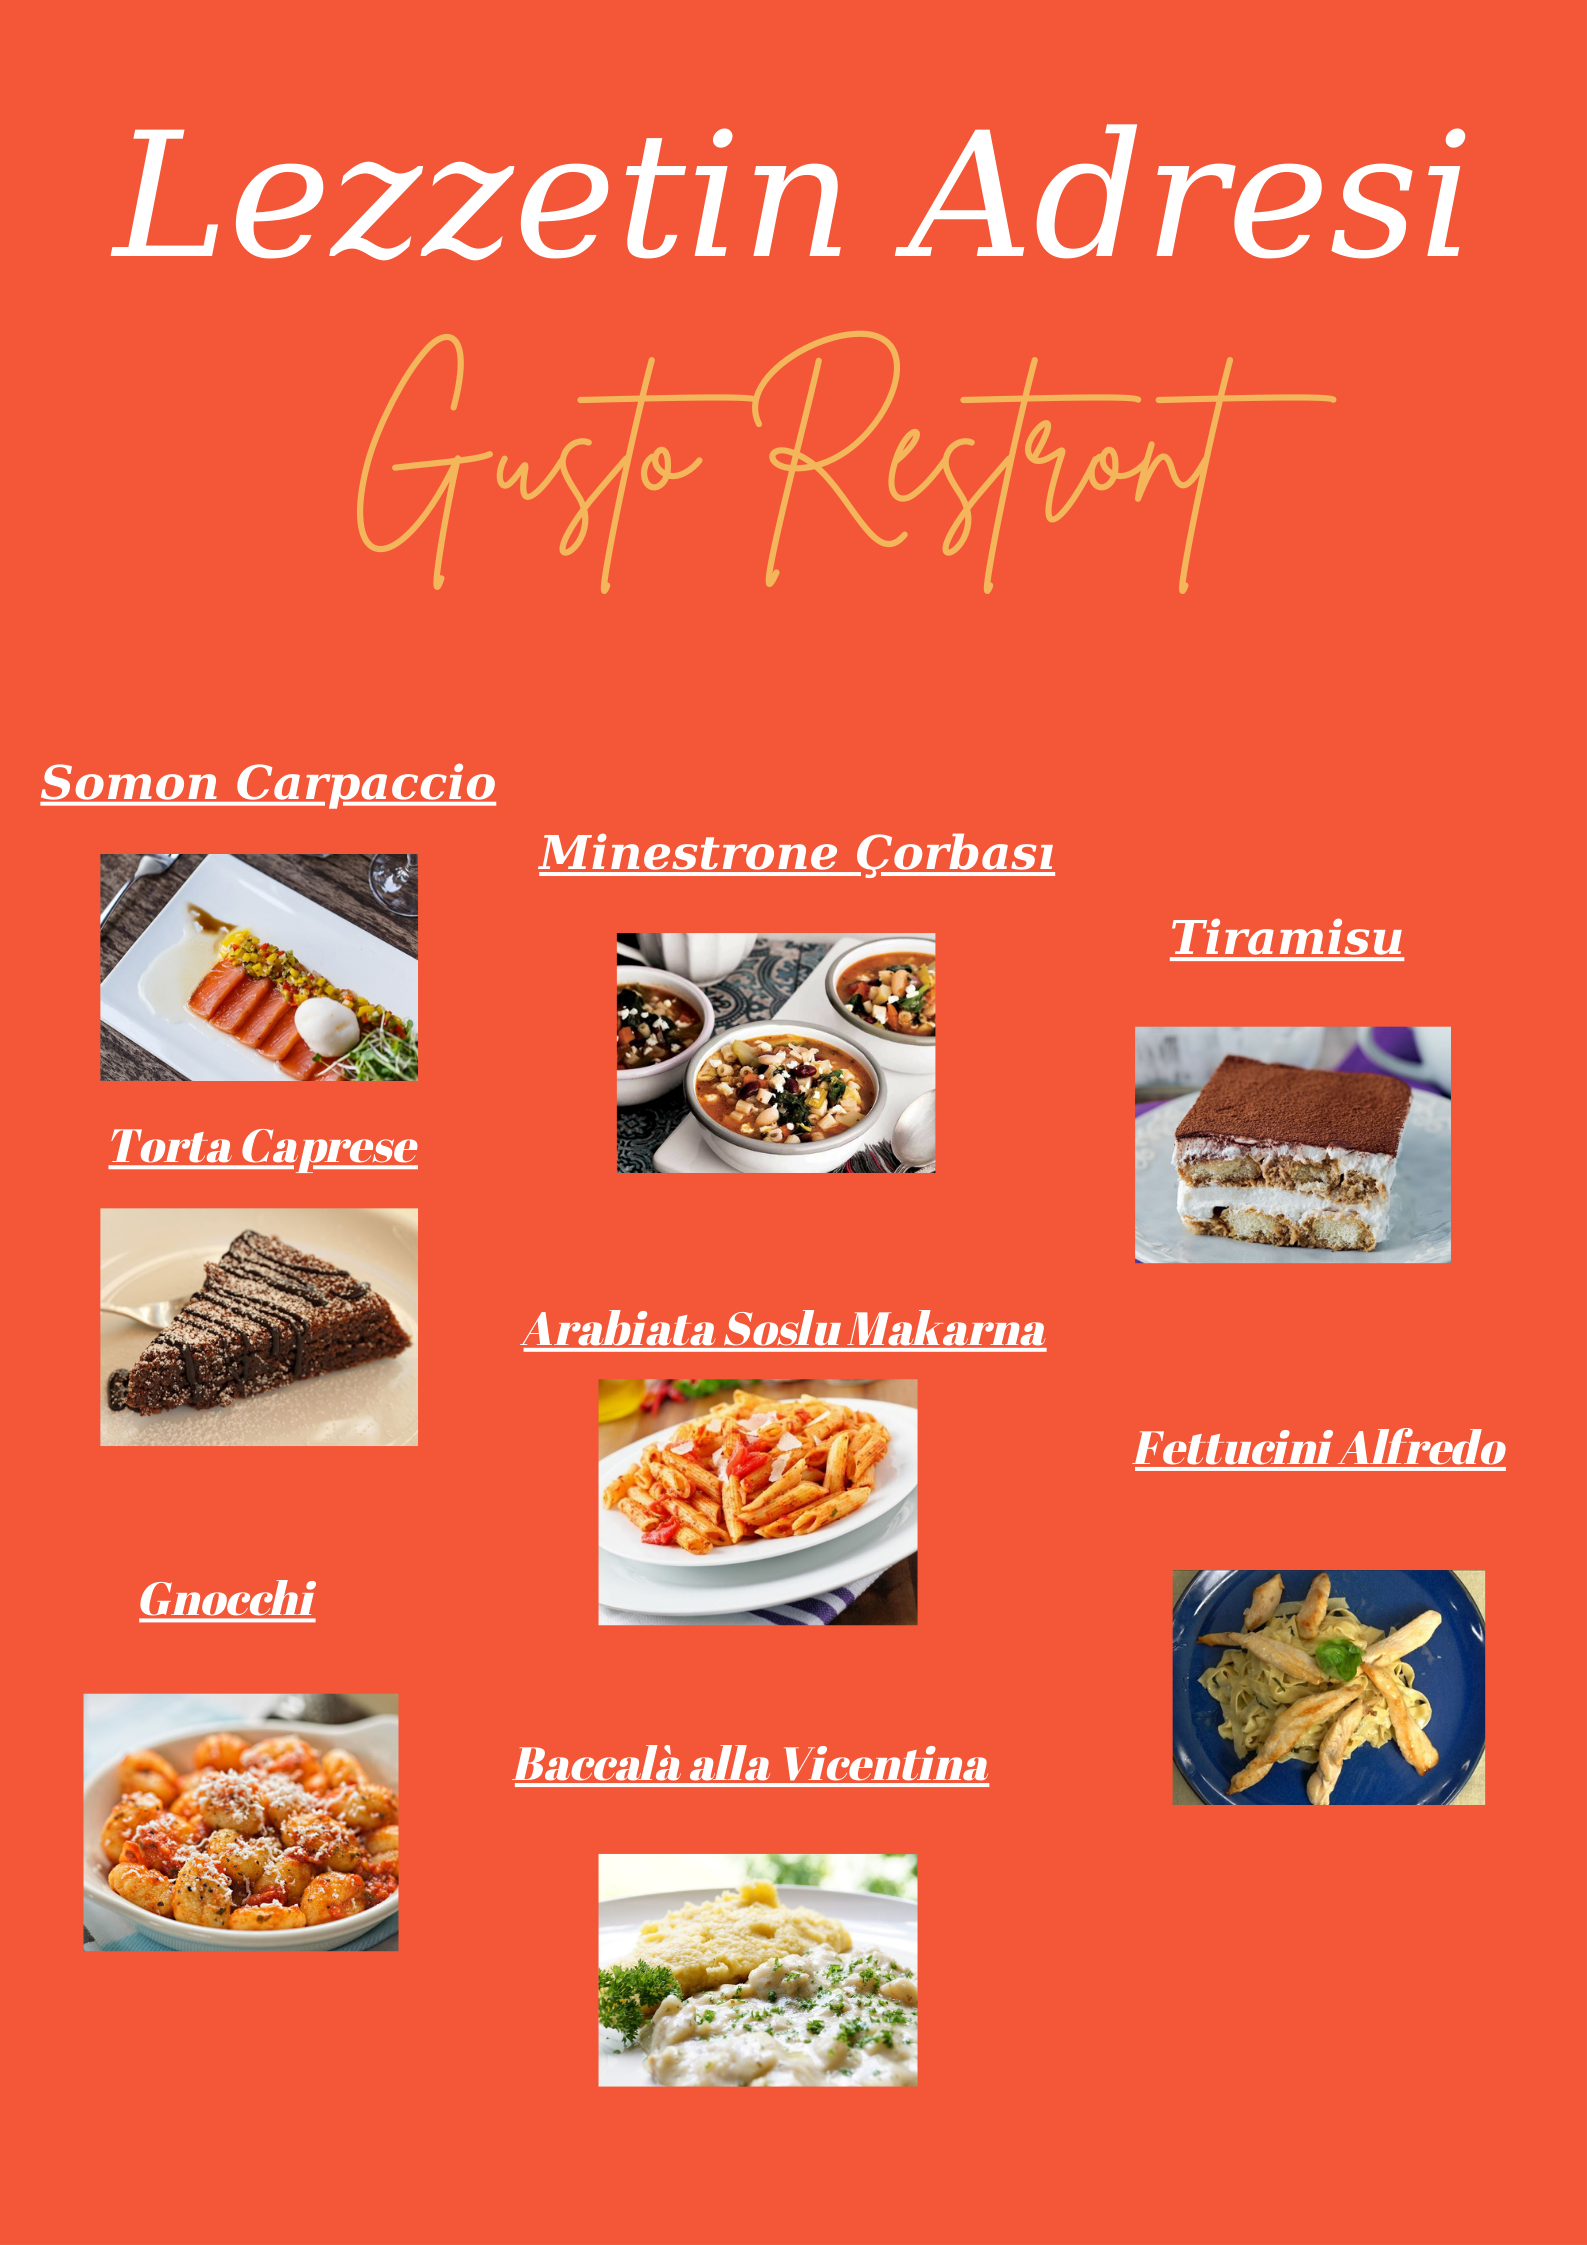 Lezzetin Adresi
Gusto Restront
Somon Carpaccio
Minestrone Çorbası
Tiramisu
Torta Caprese
Arabiata Soslu Makarna
Fettucini Alfredo
Gnocchi
Baccalà alla Vicentina